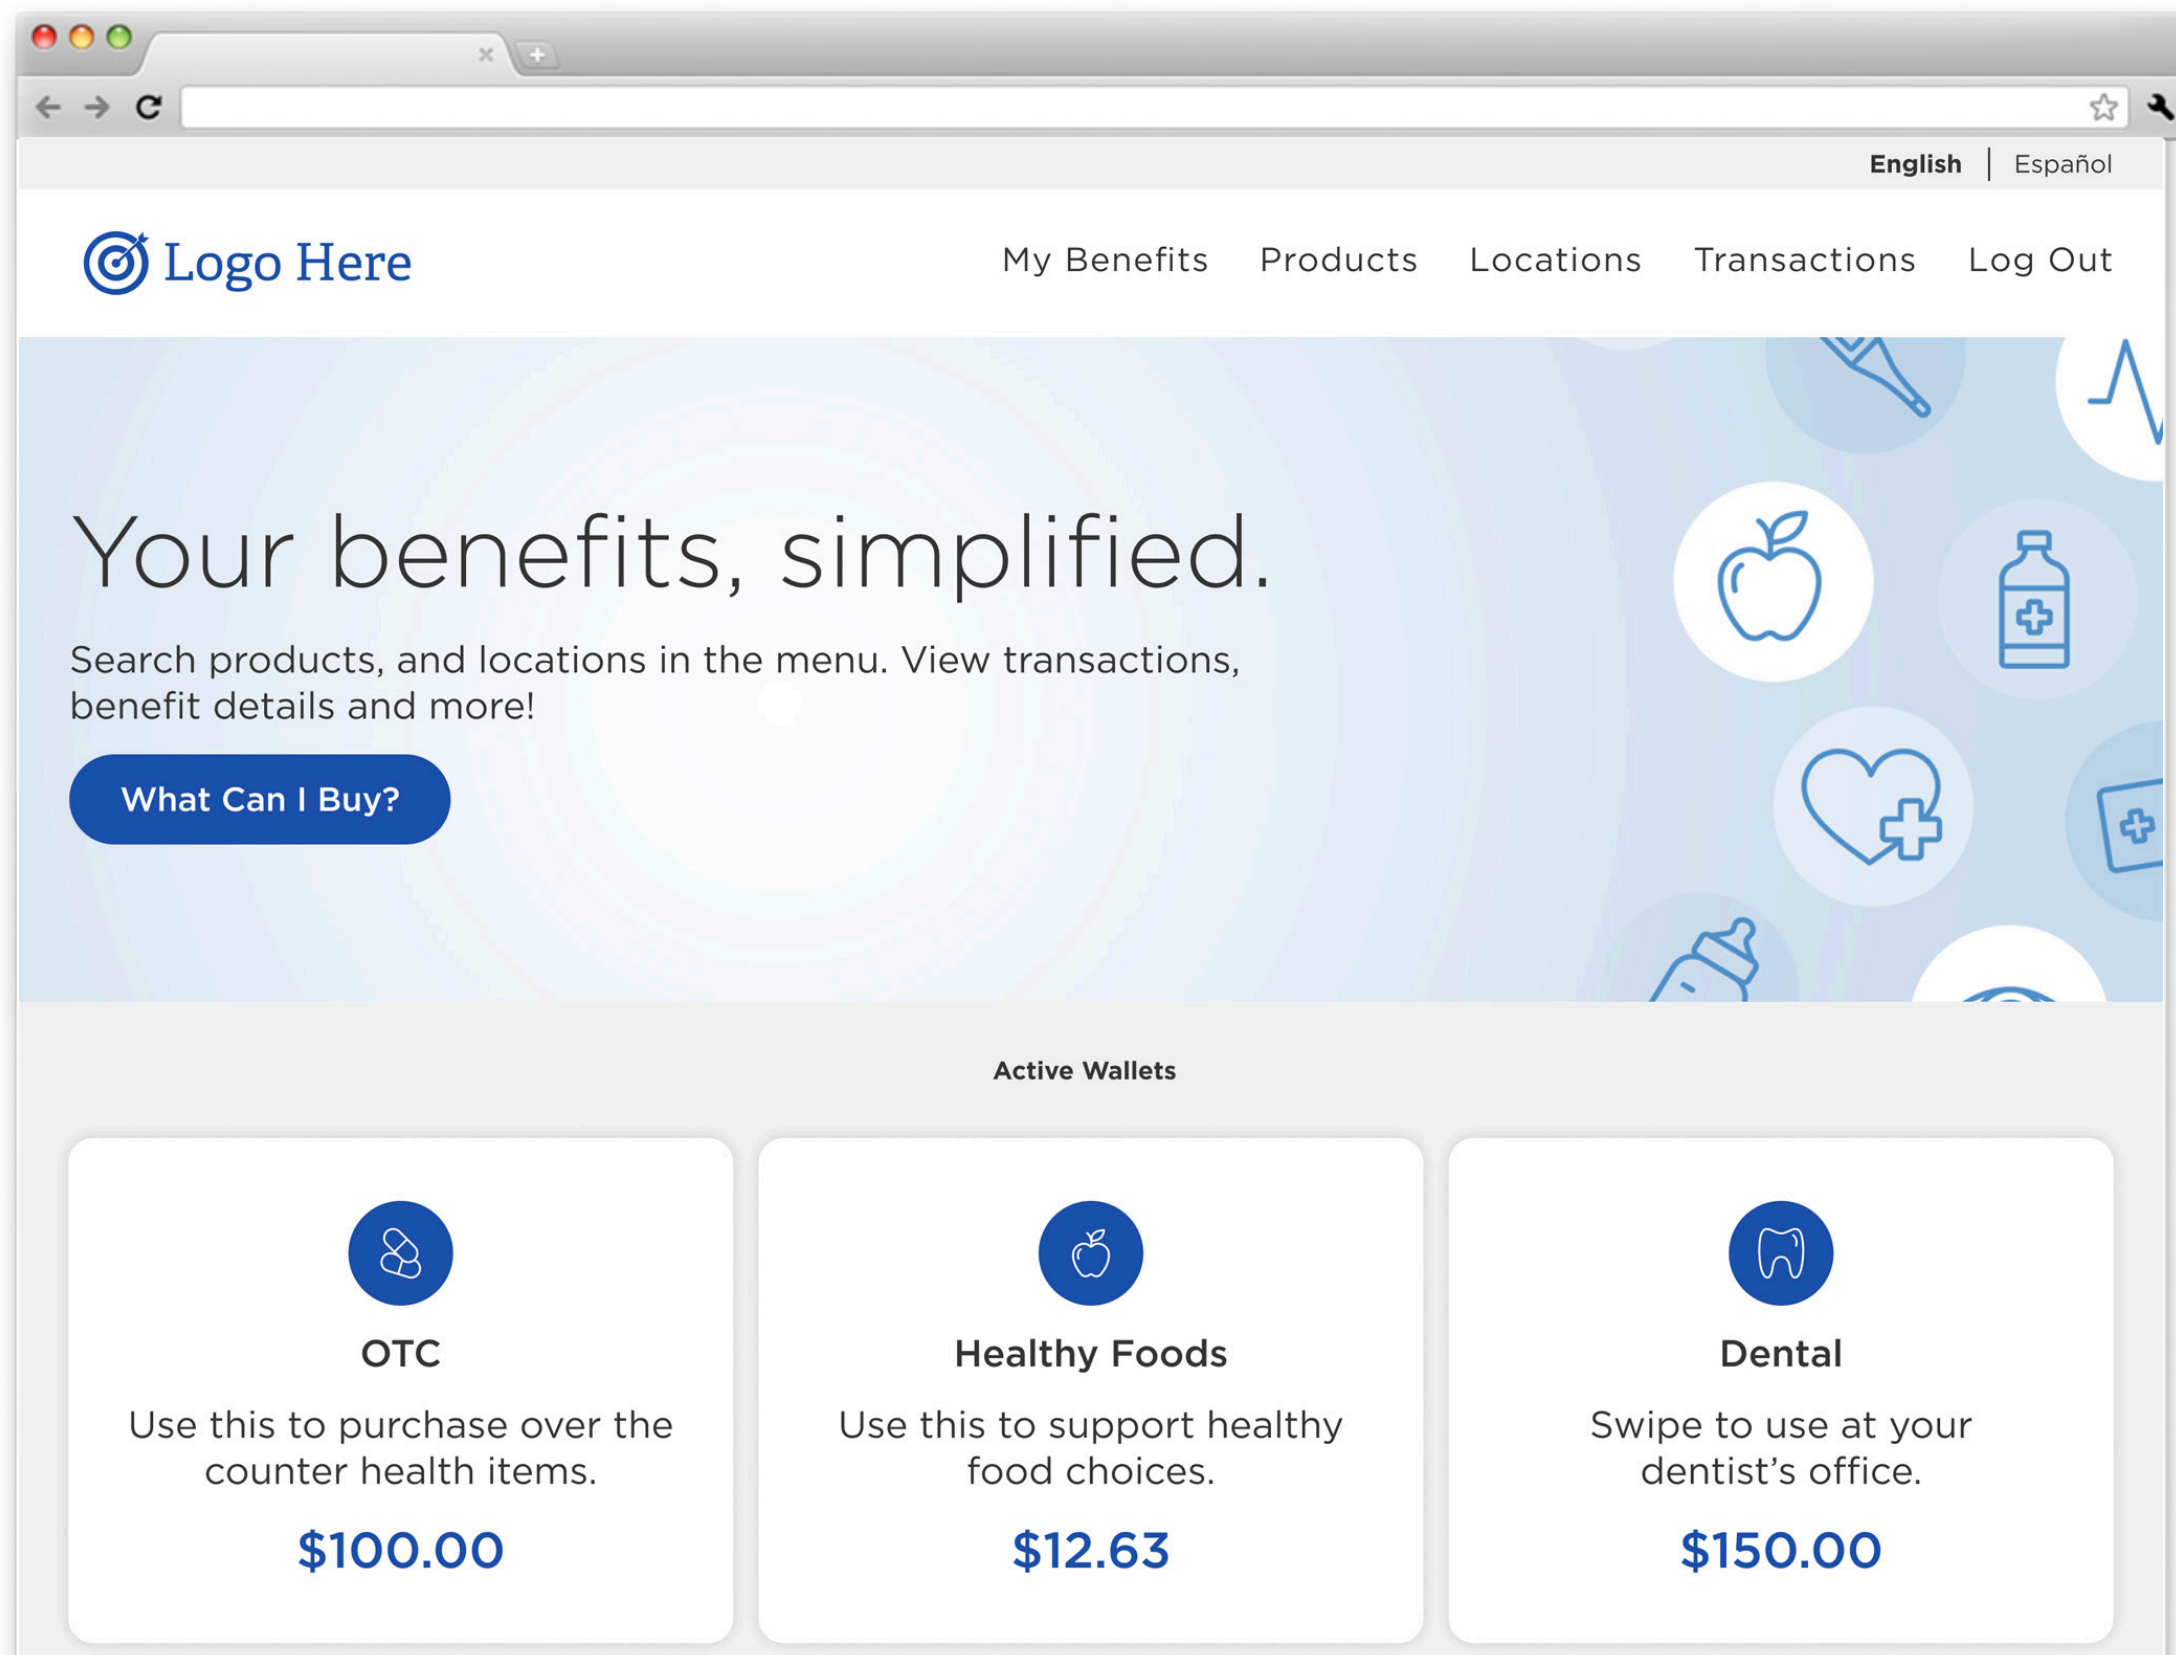 English | Español
Logo Here
My Benefits Products Locations Transactions Log Out
Your benefits, simplified.
Search products, and locations in the menu. View transactions,
benefit details and more!
What Can I Buy?
Active Wallets
OTC
Use this to purchase over the
counter health items.
$100.00
Healthy Foods
Use this to support healthy
food choices.
$12.63
Dental
Swipe to use at your
dentist’s office.
$150.00